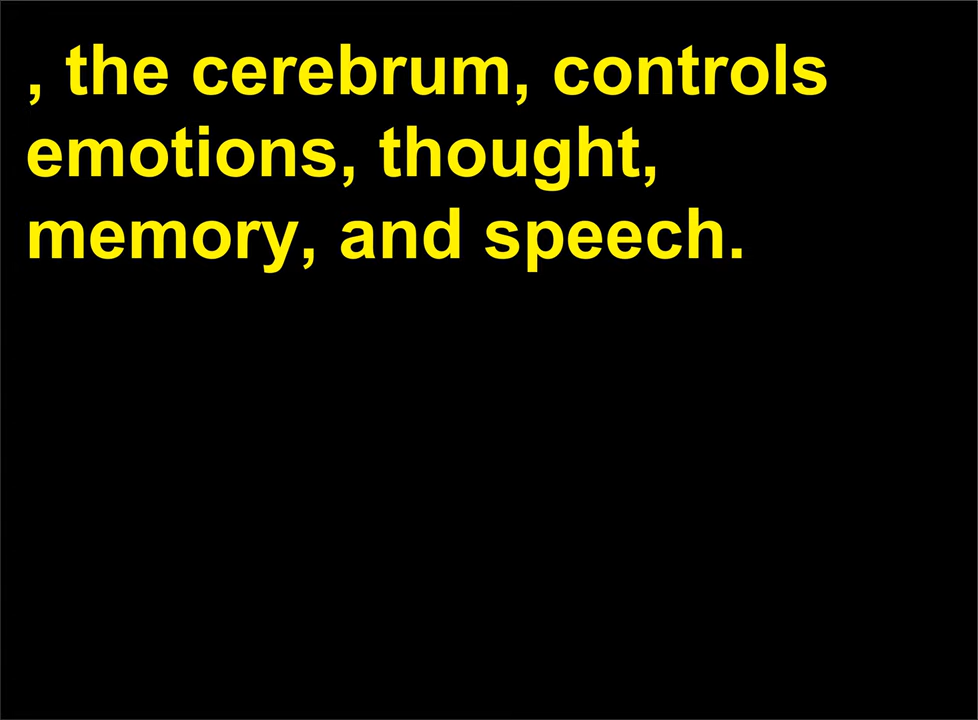 , the cerebrum, controls
emotions, thought,
memory, and speech.